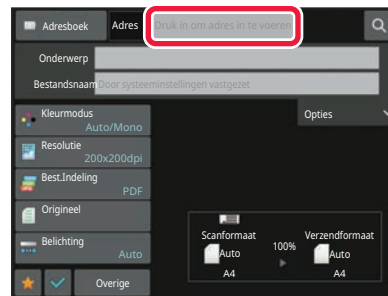 Adresboek Adres Druk in om adres in te voeren
Onderwerp
Bestandsnaam Door systeeminstellingen vastgezet
Kleurmodus
Auto/Mono
Opties
Resolutie
200x200dpi
Best.Indeling
PDF
Origineel
Scanformaat Verzendformaat
Belichting
Auto
Auto 100% Auto
A4 A4
Overige